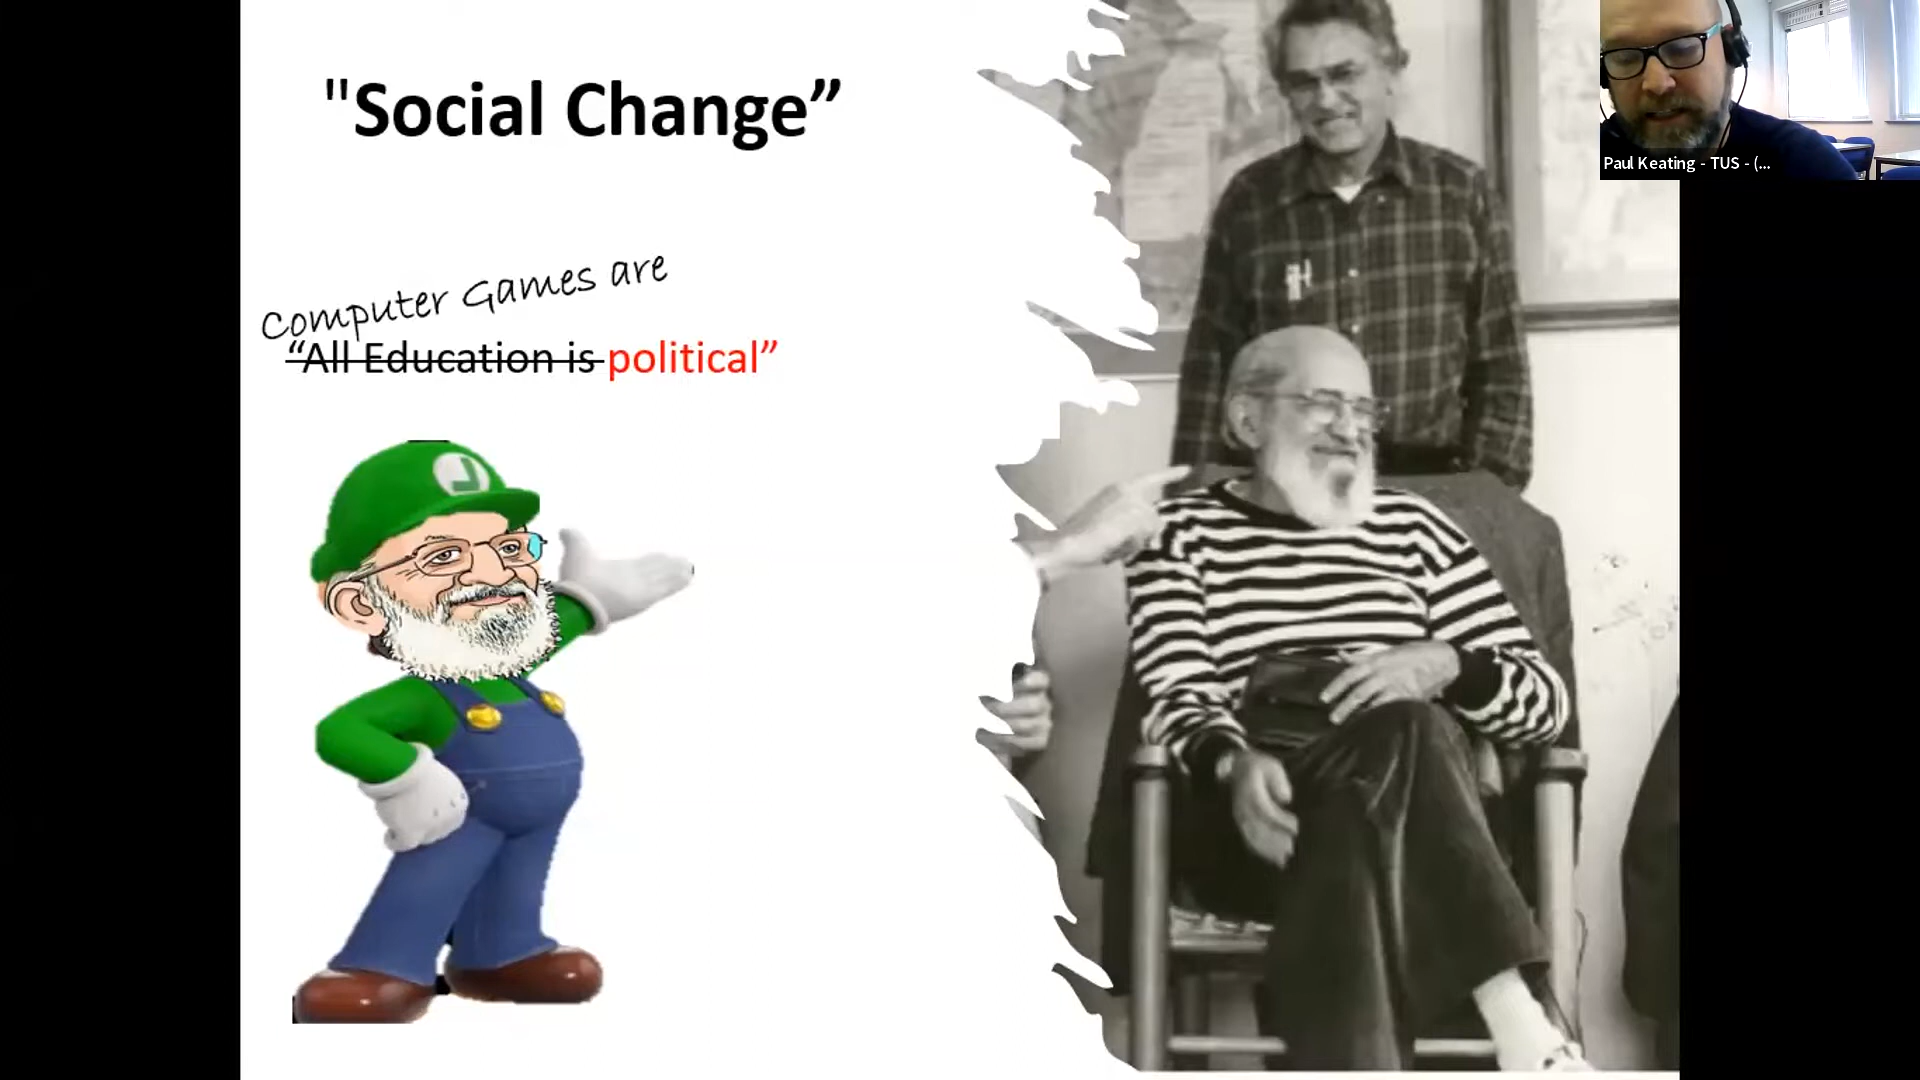 "Social Change”
Computer Games are
“All Education is political”
Paul Keating - TUS - (...